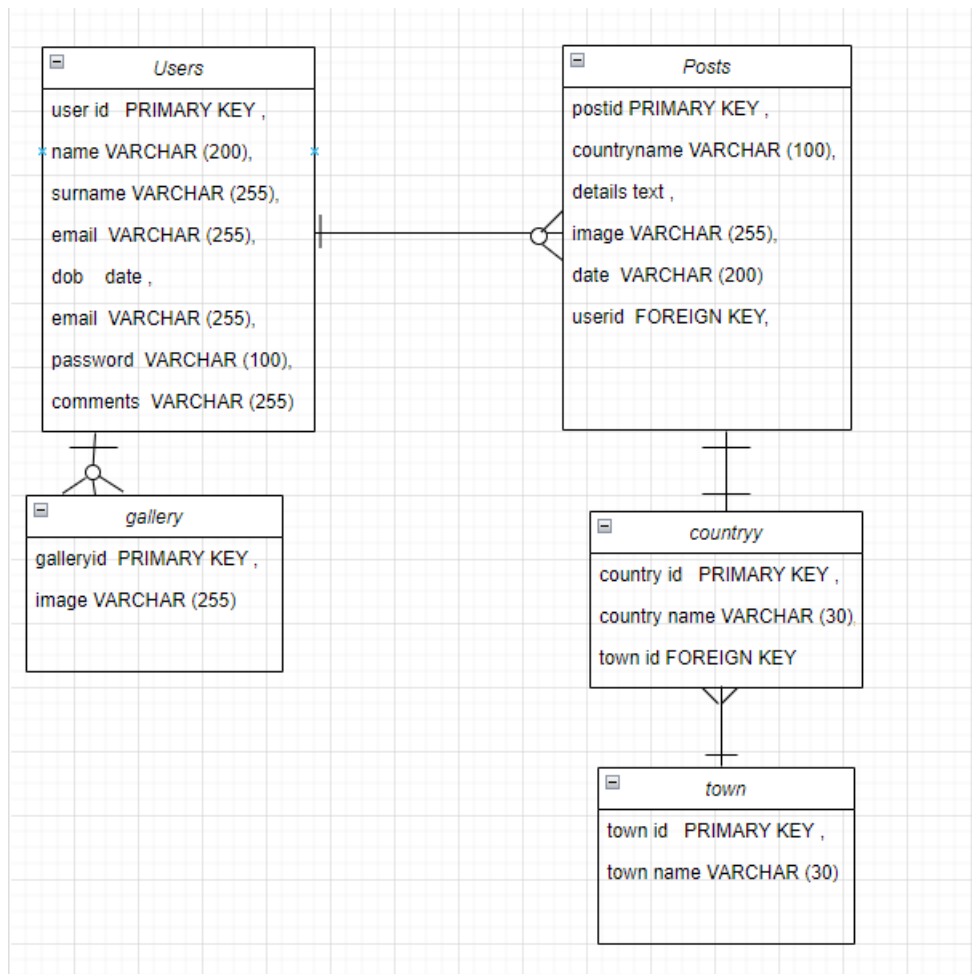 Users
user id PRIMARY KEY ,
name VARCHAR (200),
surname VARCHAR (255),
email VARCHAR (255),
dob date ,
email VARCHAR (255),
password VARCHAR (100),
comments VARCHAR (255)
Posts
postid PRIMARY KEY ,
countryname VARCHAR (100),
details text ,
image VARCHAR (255),
date VARCHAR (200)
userid FOREIGN KEY,
gallery
galleryid PRIMARY KEY ,
image VARCHAR (255)
countryy
country id PRIMARY KEY ,
country name VARCHAR (30),
town id FOREIGN KEY
town
town id PRIMARY KEY ,
town name VARCHAR (30)